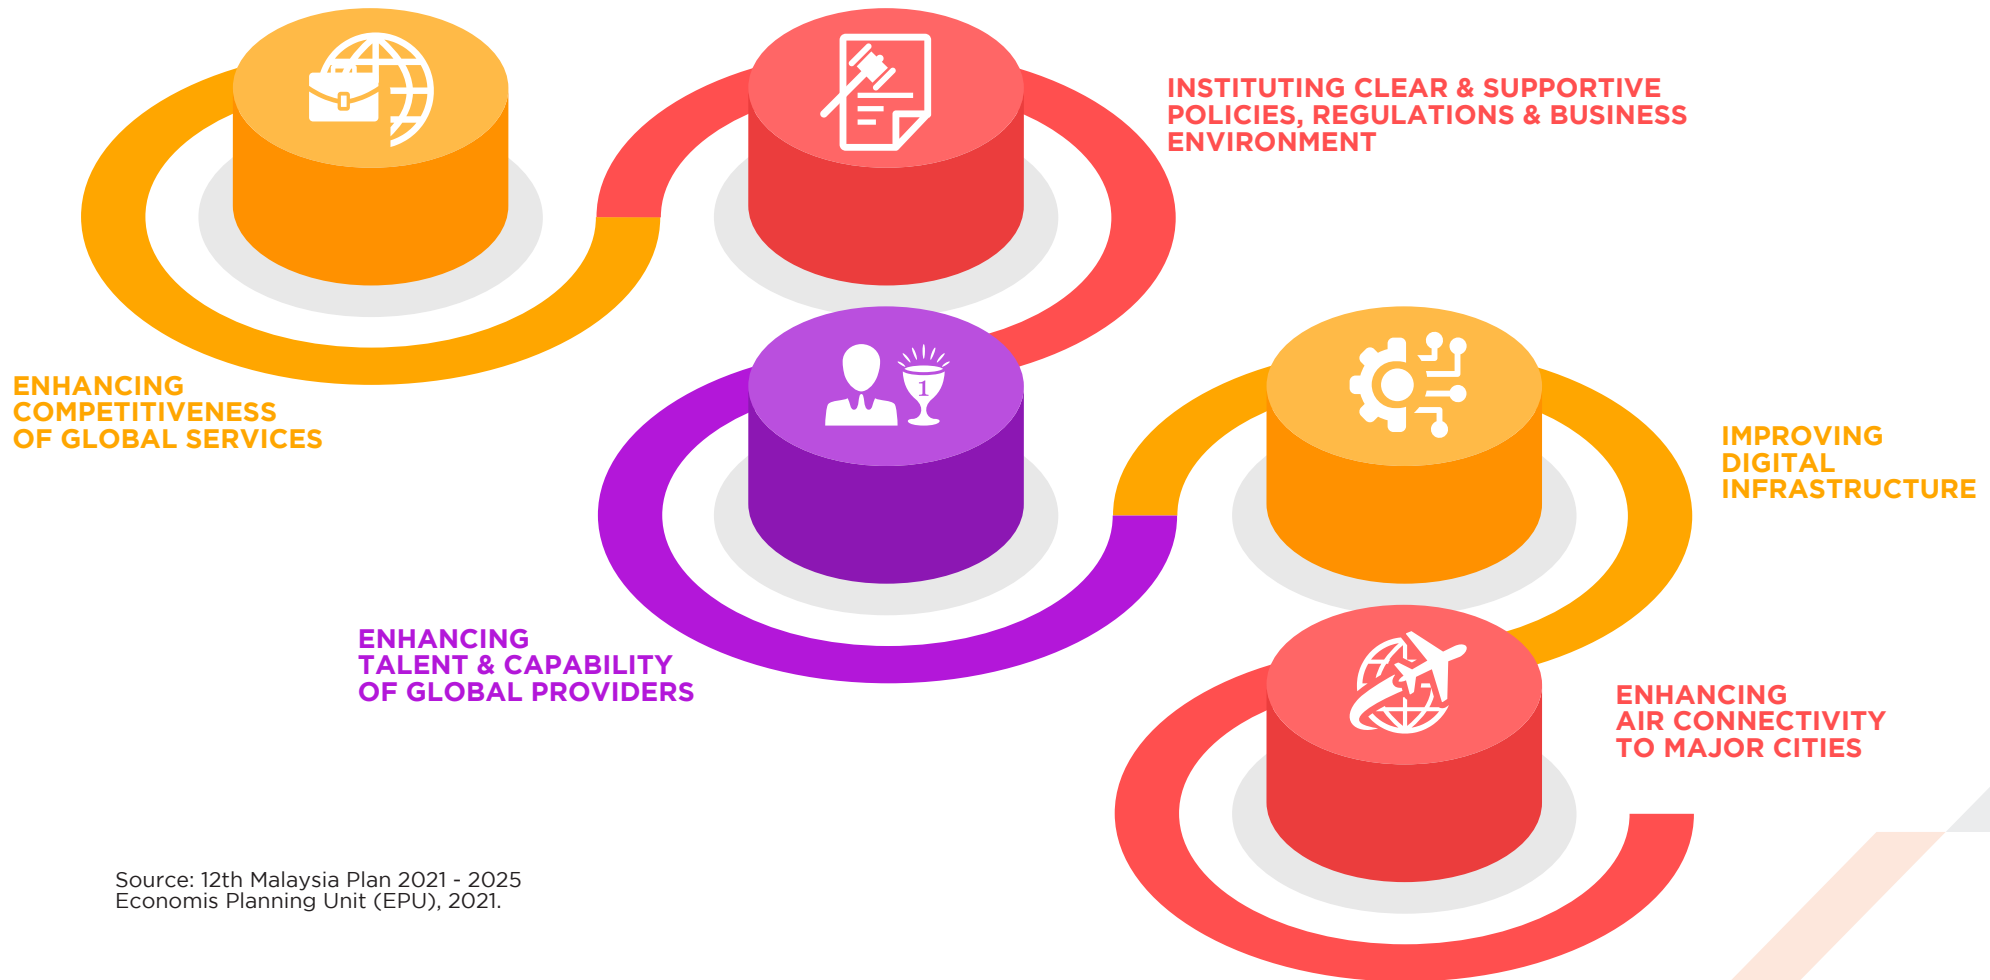 INSTITUTING CLEAR & SUPPORTIVE
POLICIES, REGULATIONS & BUSINESS
ENVIRONMENT
ENHANCING
COMPETITIVENESS
OF GLOBAL SERVICES
1
IMPROVING
DIGITAL
INFRASTRUCTURE
ENHANCING
TALENT & CAPABILITY
OF GLOBAL PROVIDERS
ENHANCING
AIR CONNECTIVITY
TO MAJOR CITIES
Source: 12th Malaysia Plan 2021 - 2025
Economis Planning Unit (EPU), 2021.